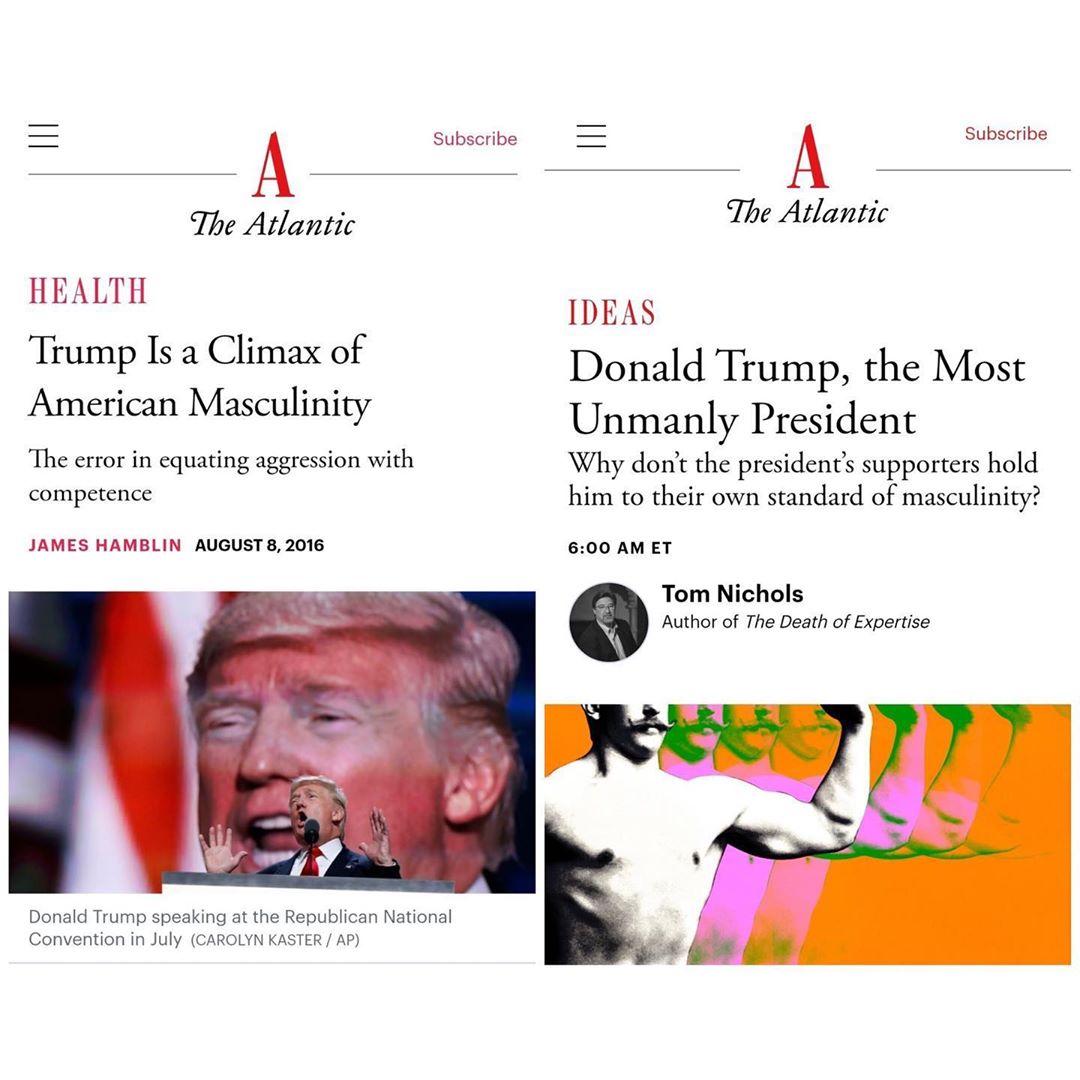 Subscribe
A
The Atlantic
HEALTH
Trump Is a Climax of
American Masculinity
The error in equating aggression with
competence
JAMES HAMBLIN AUGUST 8, 2016
Donald Trump speaking at the Republican National
Convention in July (CAROLYN KASTER / AP)
Subscribe
A
The Atlantic
IDEAS
Donald Trump, the Most
Unmanly President
Why don’t the president’s supporters hold
him to their own standard of masculinity?
6:00 AM ET
Tom Nichols
Author of The Death of Expertise